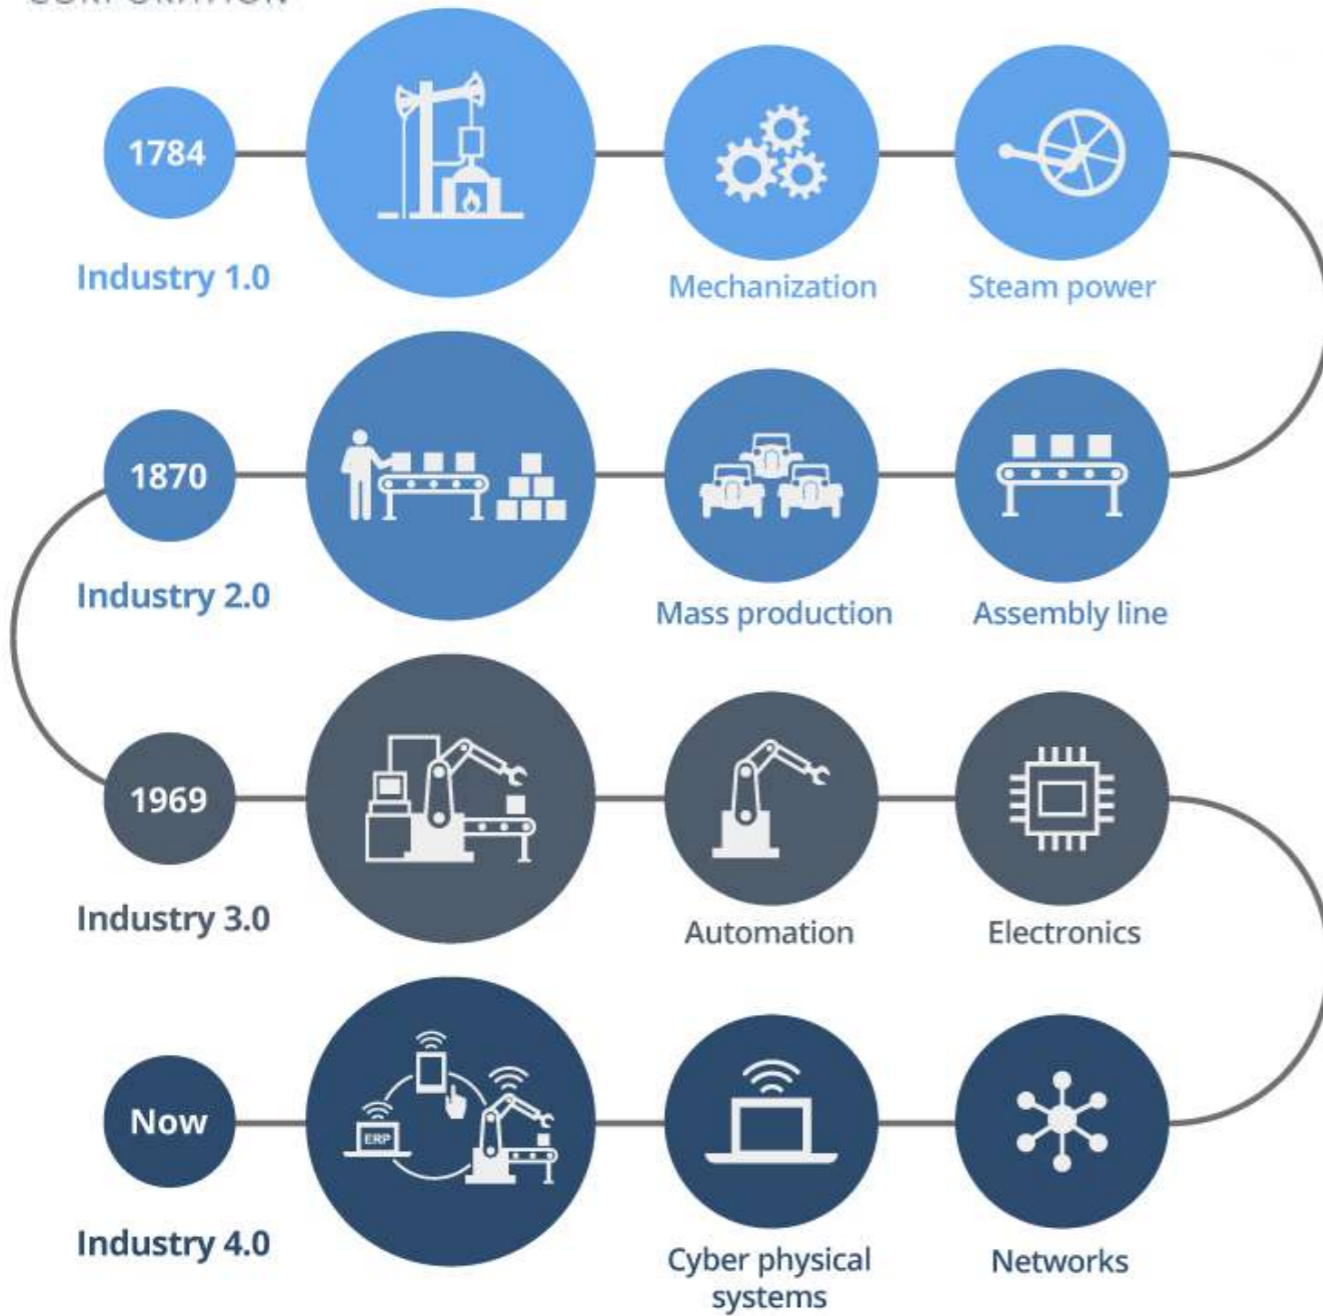 CORPORATION
1784
Industry 1.0
Mechanization
Steam power
1870
Industry 2.0
Mass production
Assembly line
1969
Industry 3.0
Automation
Electronics
ERP
Now
Industry 4.0
Cyber physical
systems
Networks